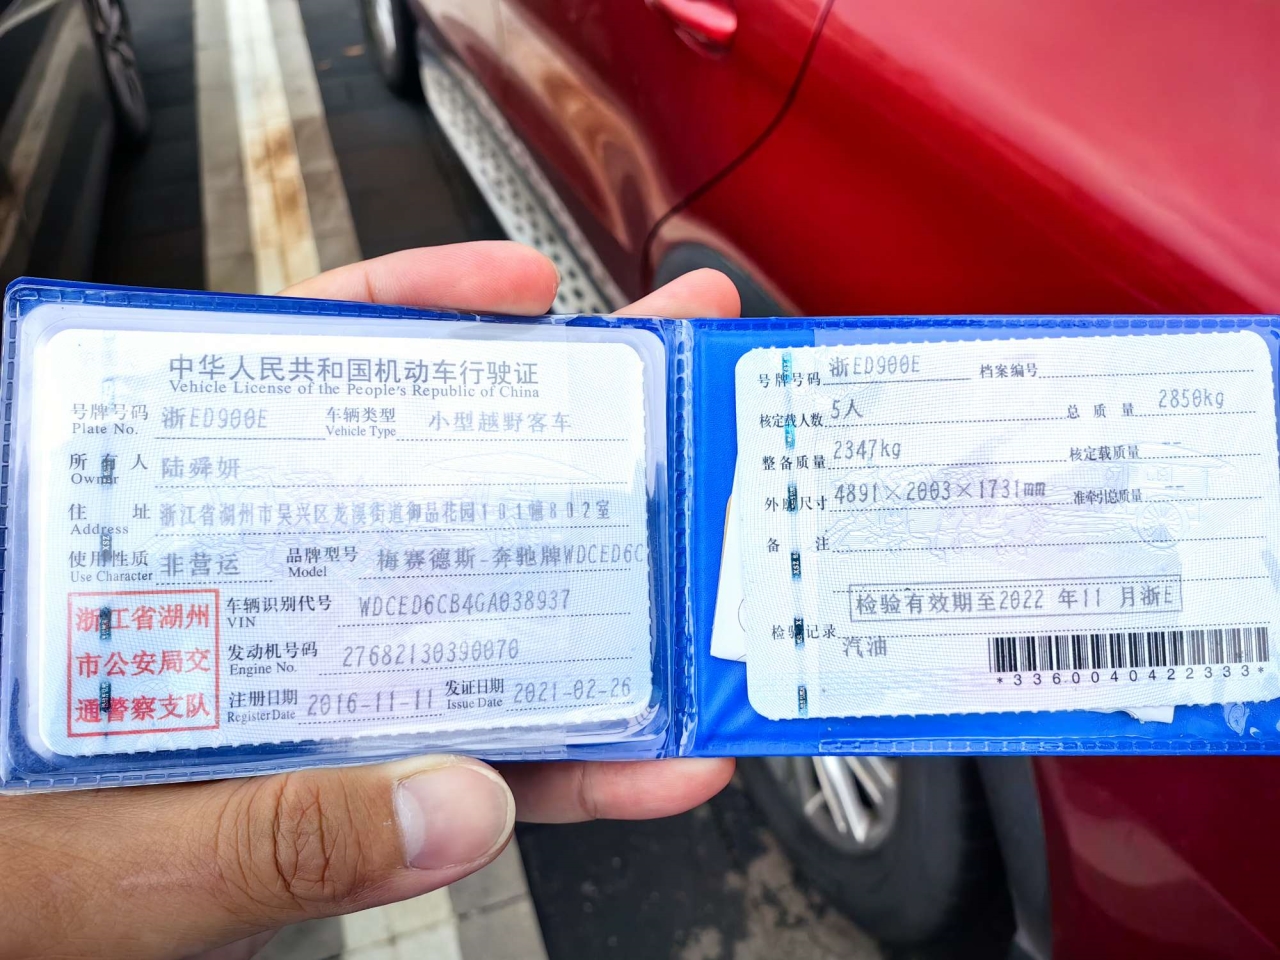 中华人民共和国机动车行驶证
Vehicle License of the People's Republic of China
号牌号码 浙ED900E 车辆类型 小型越野客车
Plate No. Vehicle Type
所有人 陆舜妍
Owner
住址 浙江省湖州市吴兴区龙溪街道御品花园101幢802室
Address
使用性质 非营运 品牌型号 梅赛德斯-奔驰牌WDCED6C
Use Character Model
浙江省湖州
市公安局交
通警察支队
车辆识别代号 WDCED6CB4GA038937
VIN
发动机号码 27682130390070
Engine No.
注册日期 2016-11-11 发证日期 2021-02-26
Register Date Issue Date
号牌号码 浙ED900E 档案编号
核定载人数 5人 总质量 2850kg
整备质量 2347kg 核定载质量 --
外廓尺寸 4891×2003×1731mm 准牵引总质量 --
备注
检验有效期至2022年11月浙E
检验记录
汽油
*3360040422333*